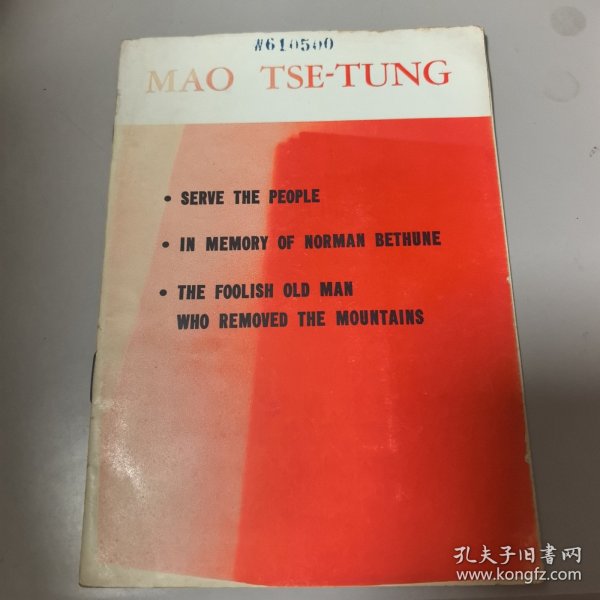 N610500
MAO TSE-TUNG
• SERVE THE PEOPLE
• IN MEMORY OF NORMAN BETHUNE
• THE FOOLISH OLD MAN
WHO REMOVED THE MOUNTAINS
孔夫子旧书网
www.kongfz.com